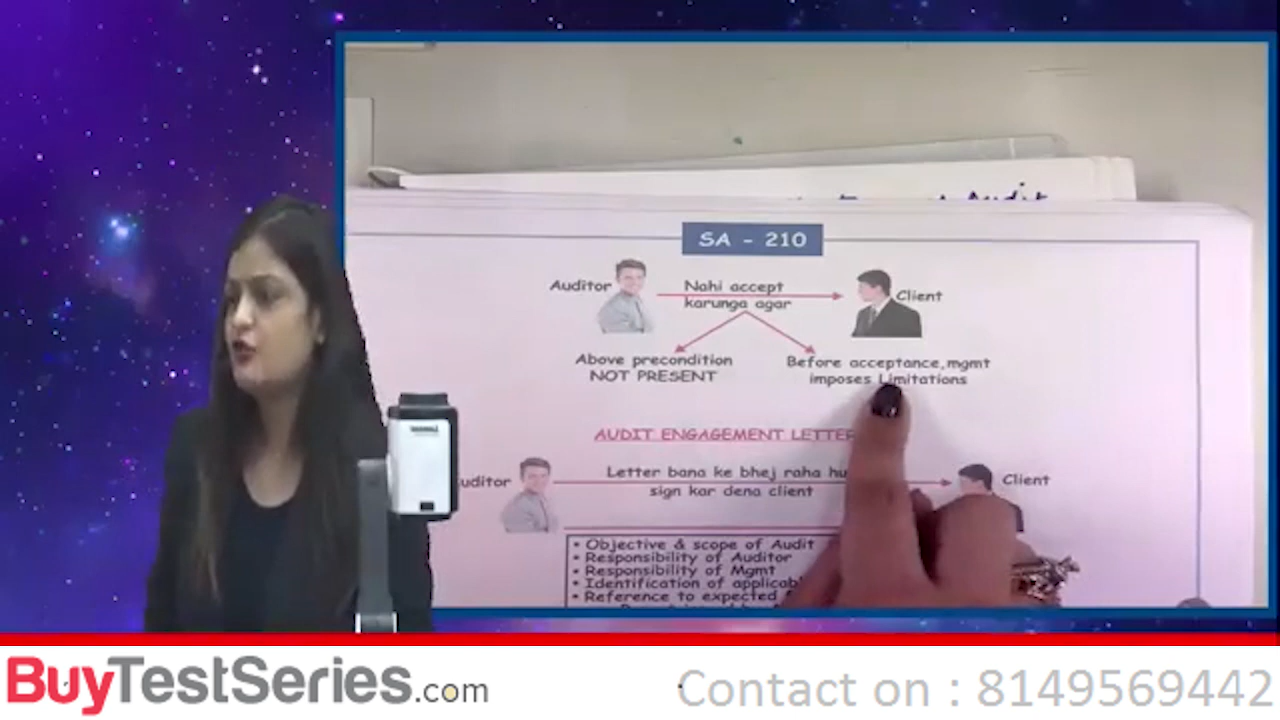 Audit
SA - 210
Auditor
Nahi accept
karunga agar
Client
Above precondition
NOT PRESENT
Before acceptance, mgmt
imposes Limitations
AUDIT ENGAGEMENT LETTER
Letter bana ke bhej raha hu
sign kar dena client
Client
• Objective & scope of Audit
• Responsibility of Auditor
• Responsibility of Mgmt
• Identification of
• Reference to expected
BuyTestSeries.com
Contact on : 8149569442